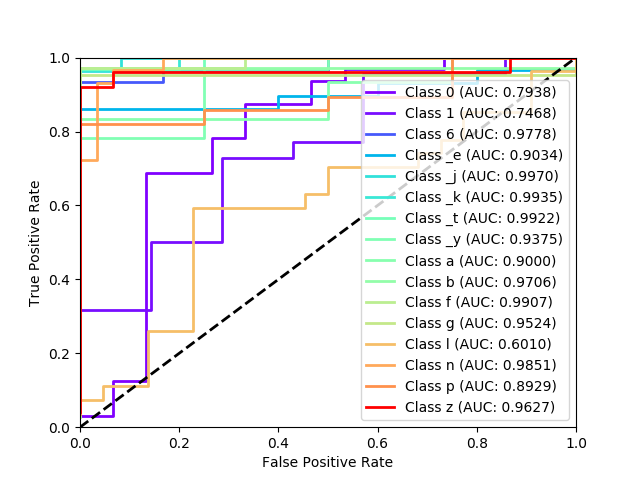 1.0
0.8
0.6
0.4
0.2
0.0
True Positive Rate
Class 0 (AUC: 0.7938)
Class 1 (AUC: 0.7468)
Class 6 (AUC: 0.9778)
Class _e (AUC: 0.9034)
Class _j (AUC: 0.9970)
Class _k (AUC: 0.9935)
Class _t (AUC: 0.9922)
Class _y (AUC: 0.9375)
Class a (AUC: 0.9000)
Class b (AUC: 0.9706)
Class f (AUC: 0.9907)
Class g (AUC: 0.9524)
Class l (AUC: 0.6010)
Class n (AUC: 0.9851)
Class p (AUC: 0.8929)
Class z (AUC: 0.9627)
0.0 0.2 0.4 0.6 0.8 1.0
False Positive Rate